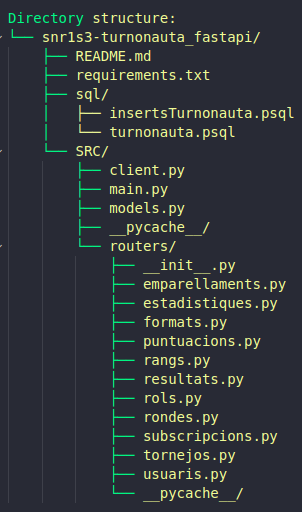 Directory structure:
└── snr1s3-turnonauta_fastapi/
    ├── README.md
    ├── requirements.txt
    ├── sql/
    │   ├── insertsTurnonauta.psql
    │   └── turnonauta.psql
    └── SRC/
        ├── client.py
        ├── main.py
        ├── models.py
        ├── __pycache__/
        └── routers/
            ├── __init__.py
            ├── emparellaments.py
            ├── estadistiques.py
            ├── formats.py
            ├── puntuacions.py
            ├── rangs.py
            ├── resultats.py
            ├── rols.py
            ├── rondes.py
            ├── subscripcions.py
            ├── tornejos.py
            ├── usuaris.py
            └── __pycache__/